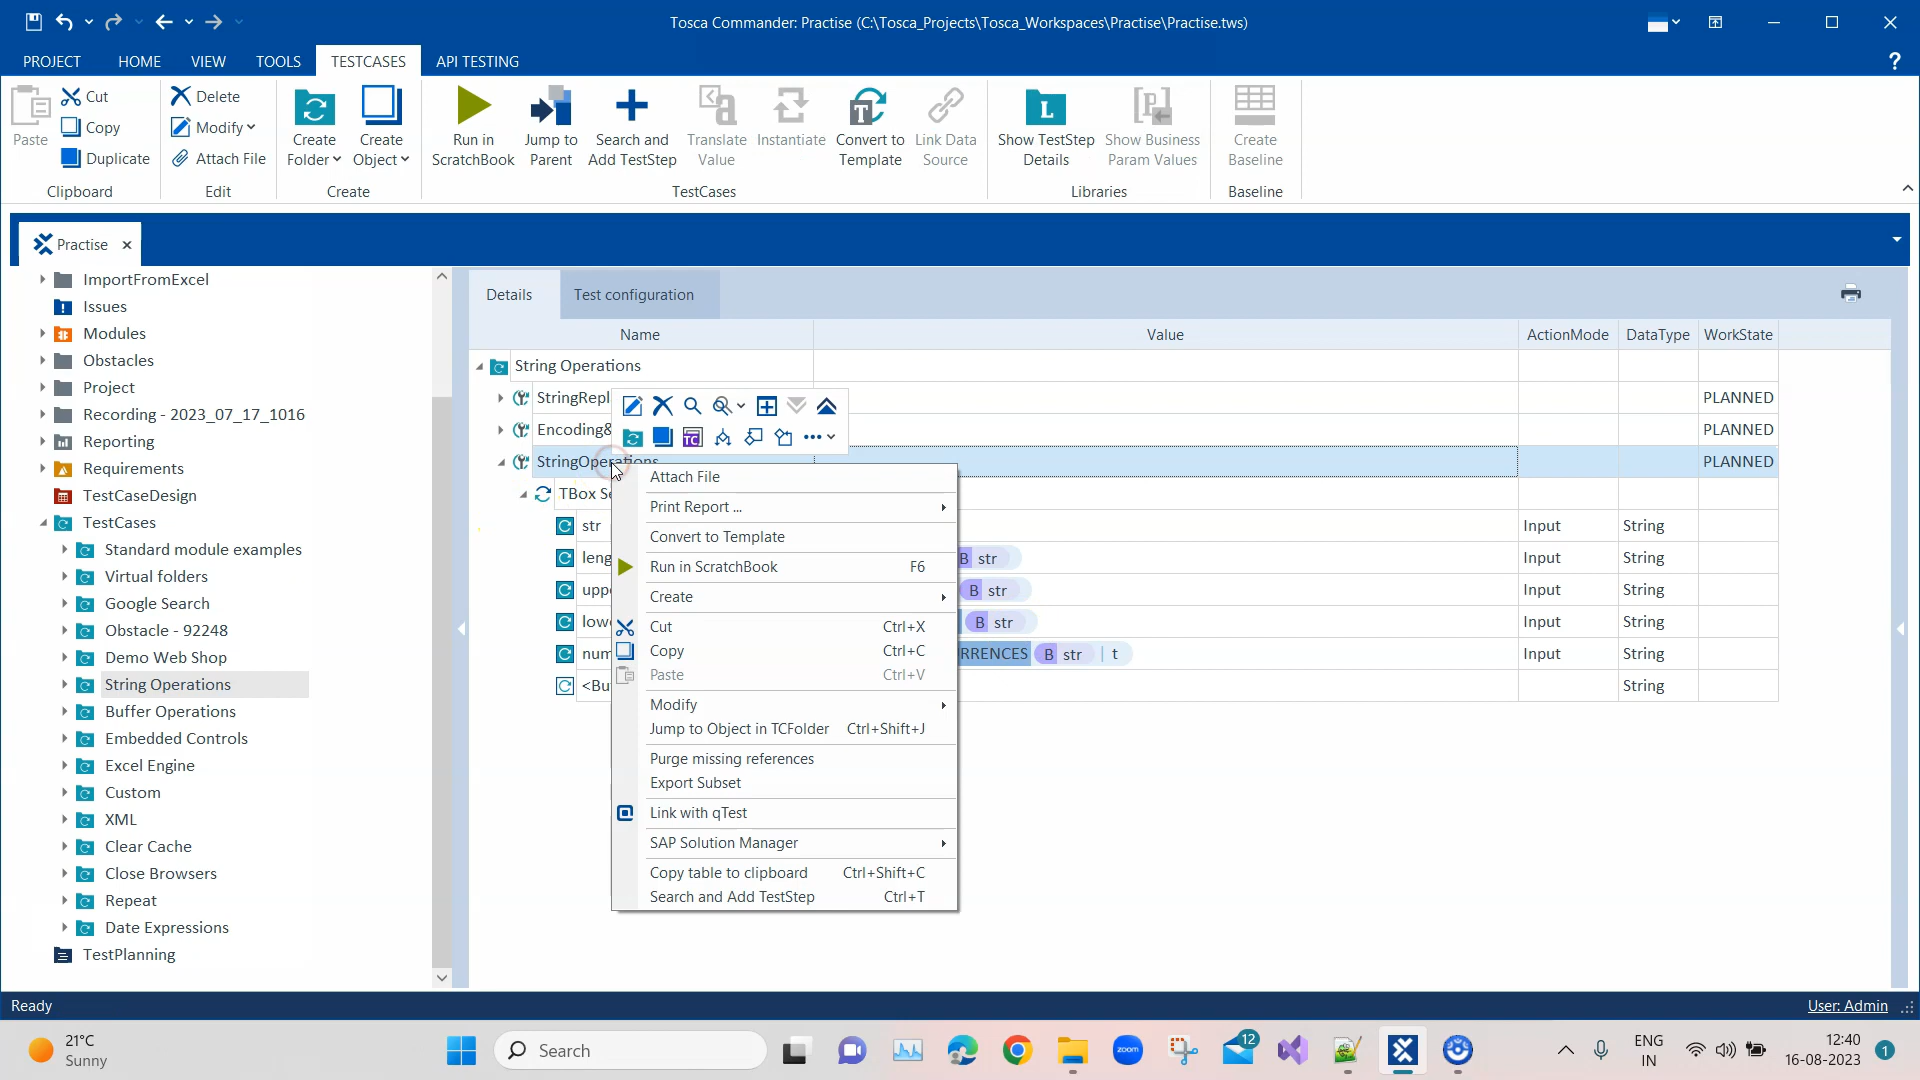 Tosca Commander: Practise (C:\Tosca_Projects\Tosca_Workspaces\Practise\Practise.tws)
PROJECT HOME VIEW TOOLS TESTCASES API TESTING ?
Paste
Cut
Copy
Duplicate
Clipboard
Delete
Modify
Attach File
Edit
Create Folder
Create Object
Create
Run in ScratchBook
Jump to Parent
Search and Add TestStep
Translate Value
Instantiate
Convert to Template
Link Data Source
TestCases
Show TestStep Details
Show Business Param Values
Libraries
Create Baseline
Baseline
Practise
ImportFromExcel
Issues
Modules
Obstacles
Project
Recording - 2023_07_17_1016
Reporting
Requirements
TestCaseDesign
TestCases
Standard module examples
Virtual folders
Google Search
Obstacle - 92248
Demo Web Shop
String Operations
Buffer Operations
Embedded Controls
Excel Engine
Custom
XML
Clear Cache
Close Browsers
Repeat
Date Expressions
TestPlanning
Details Test configuration
Name Value ActionMode DataType WorkState
String Operations
StringRepl PLANNED
Encoding& PLANNED
StringOperations PLANNED
TBox Se
str Input String
leng B str Input String
uppe B str Input String
lowe B str Input String
num RRENCES B str | t Input String
<Bu String
TC
Attach File
Print Report ...
Convert to Template
Run in ScratchBook F6
Create
Cut Ctrl+X
Copy Ctrl+C
Paste Ctrl+V
Modify
Jump to Object in TCFolder Ctrl+Shift+J
Purge missing references
Export Subset
Link with qTest
SAP Solution Manager
Copy table to clipboard Ctrl+Shift+C
Search and Add TestStep Ctrl+T
Ready User: Admin
21°C
Sunny
Search
zoom
12
ENG
IN
12:40
16-08-2023
1